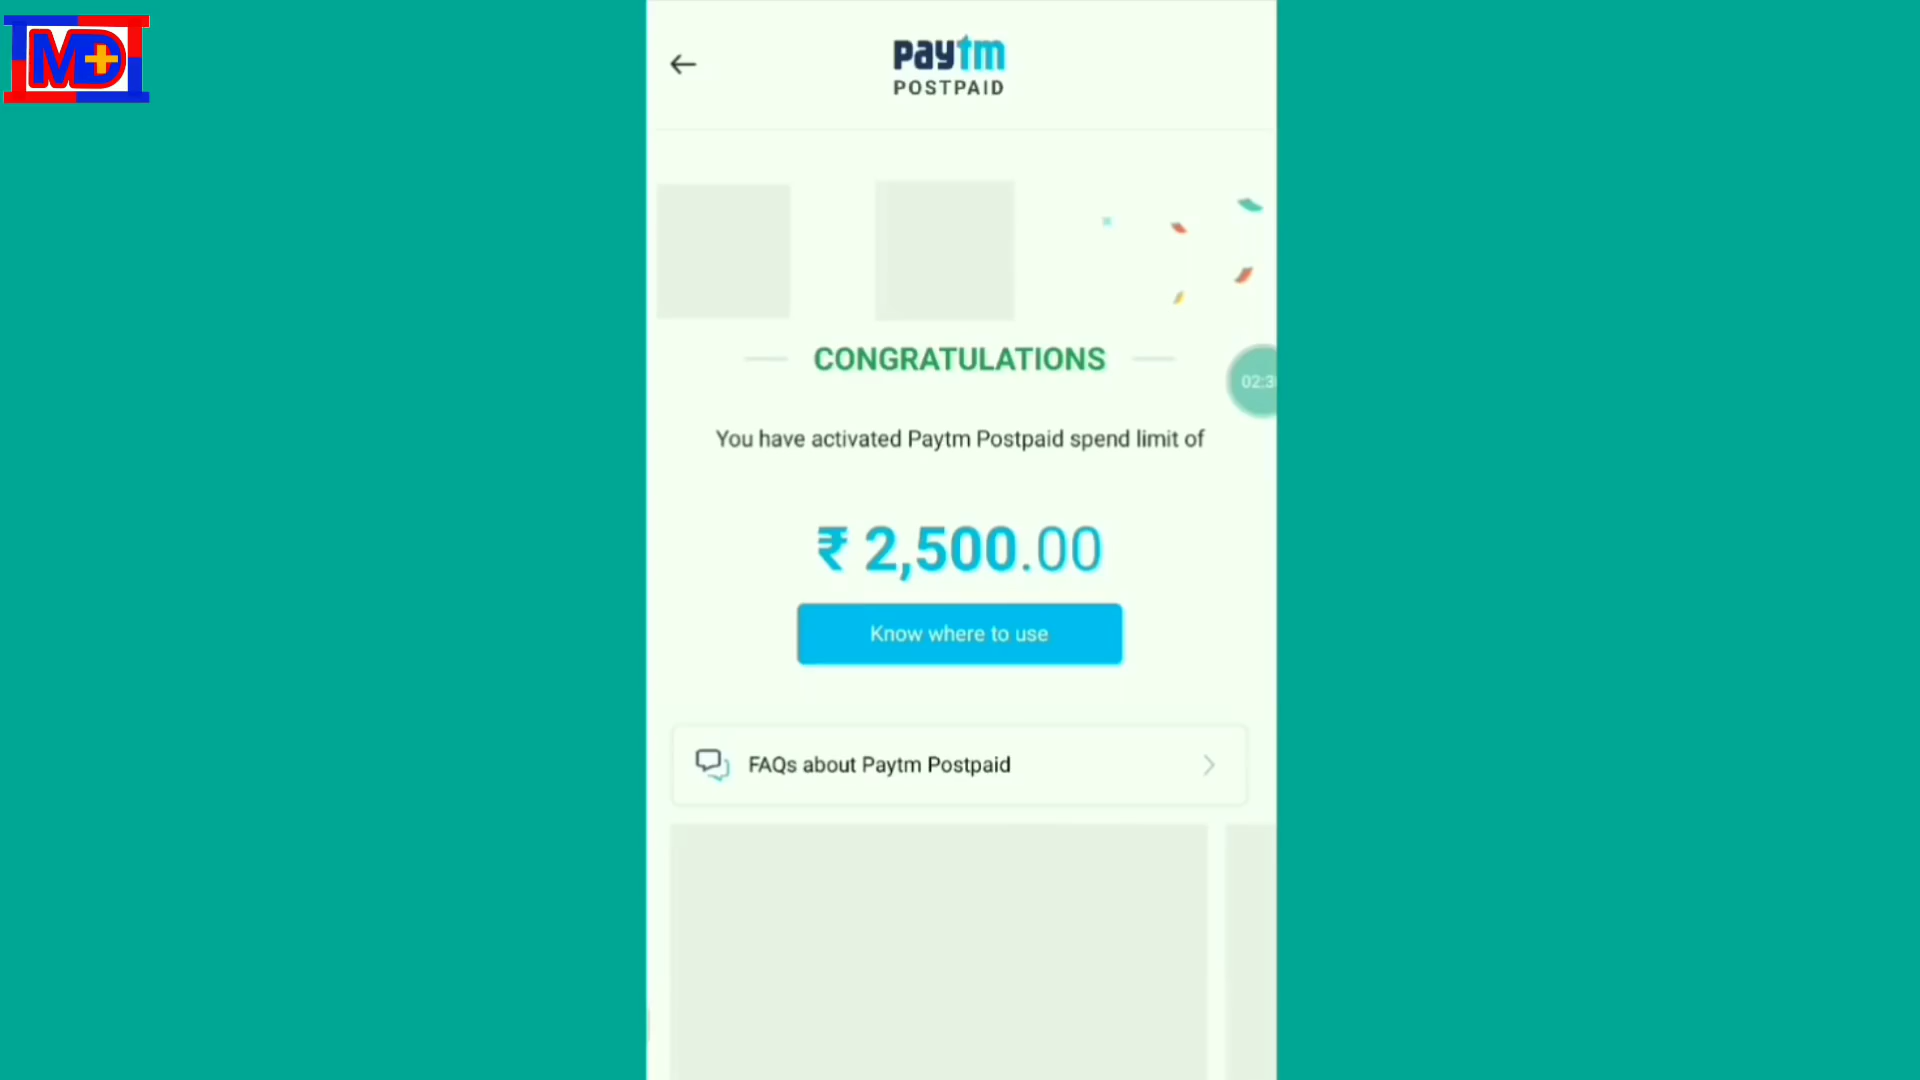 MD+
paytm
POSTPAID
CONGRATULATIONS
You have activated Paytm Postpaid spend limit of
₹ 2,500.00
Know where to use
FAQs about Paytm Postpaid